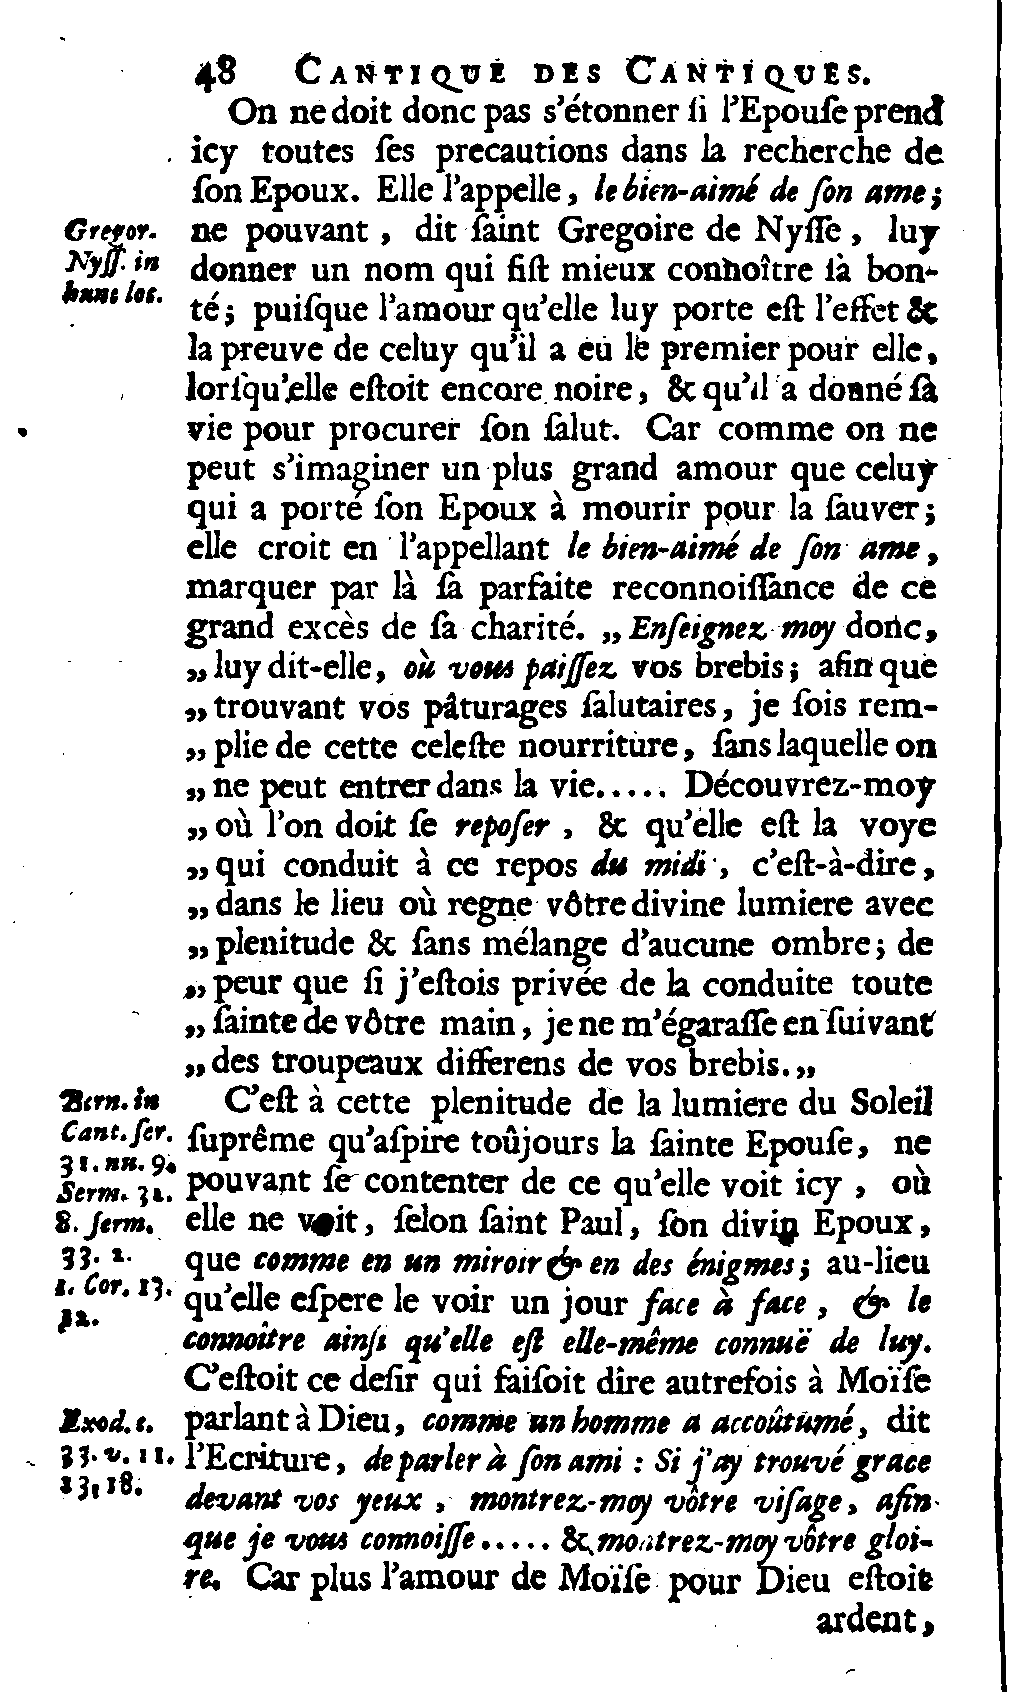 48 CANTIQUE DES CANTIQUES.
On ne doit donc pas s'étonner ſi l'Epouſe prend
icy toutes ſes precautions dans la recherche de
ſon Epoux. Elle l'appelle, le bien-aimé de ſon ame;
ne pouvant, dit ſaint Gregoire de Nyſſe, luy
donner un nom qui fiſt mieux connoître ſà bon-
té; puiſque l'amour qu'elle luy porte eſt l'effet &
la preuve de celuy qu'il a eu le premier pour elle,
lorſqu'elle eſtoit encore noire, & qu'il a donné ſà
vie pour procurer ſon ſalut. Car comme on ne
peut s'imaginer un plus grand amour que celuy
qui a porté ſon Epoux à mourir pour la ſauver;
elle croit en l'appellant le bien-aimé de ſon ame,
marquer par là ſa parfaite reconnoiſſance de ce
grand excès de ſa charité. „ Enſeignez moy donc,
„ luy dit-elle, où vous paiſſez vos brebis; afin que
„ trouvant vos pâturages ſalutaires, je ſois rem-
„ plie de cette celeſte nourriture, ſans laquelle on
„ ne peut entrer dans la vie..... Découvrez-moy
„ où l'on doit ſe repoſer, & qu'elle eſt la voye
„ qui conduit à ce repos du midi, c'eſt-à-dire,
„ dans le lieu où regne vôtre divine lumiere avec
„ plenitude & ſans mélange d'aucune ombre; de
„ peur que ſi j'eſtois privée de la conduite toute
„ ſainte de vôtre main, je ne m'égaraſſe en ſuivant
„ des troupeaux differens de vos brebis. „
C'eſt à cette plenitude de la lumiere du Soleil
ſuprême qu'aſpire toûjours la ſainte Epouſe, ne
pouvant ſe contenter de ce qu'elle voit icy, où
elle ne voit, ſelon ſaint Paul, ſon divin Epoux,
que comme en un miroir & en des énigmes; au-lieu
qu'elle eſpere le voir un jour face à face, & le
connoître ainſi qu'elle eſt elle-même connuë de luy.
C'eſtoit ce deſir qui faiſoit dire autrefois à Moïſe
parlant à Dieu, comme un homme a accoûtumé, dit
l'Ecriture, de parler à ſon ami : Si j'ay trouvé grace
devant vos yeux, montrez-moy vôtre viſage, afin
que je vous connoiſſe..... & montrez-moy vôtre gloi-
re. Car plus l'amour de Moïſe pour Dieu eſtoit
ardent,
Gregor.
Nyſſ. in
hunc loc.
Bern. in
Cant. ſer.
31. nn. 9.
Serm. 32.
8. ſerm.
33. 2.
1. Cor. 13.
12.
Exod. c.
33. v. 11.
13, 18.